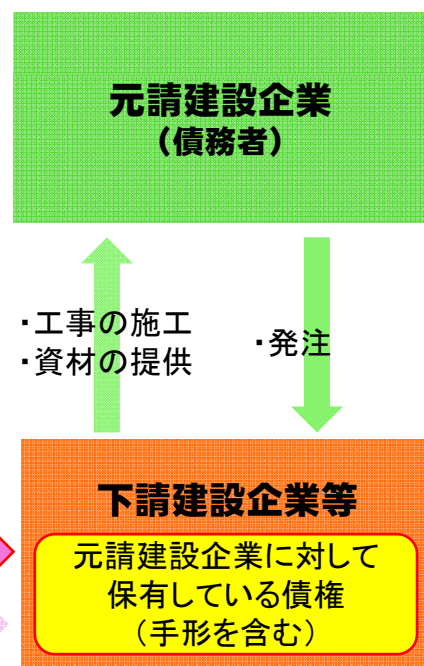 元請建設企業
（債務者）
・工事の施工
・資材の提供
・発注
下請建設企業等
元請建設企業に対して
保有している債権
（手形を含む）